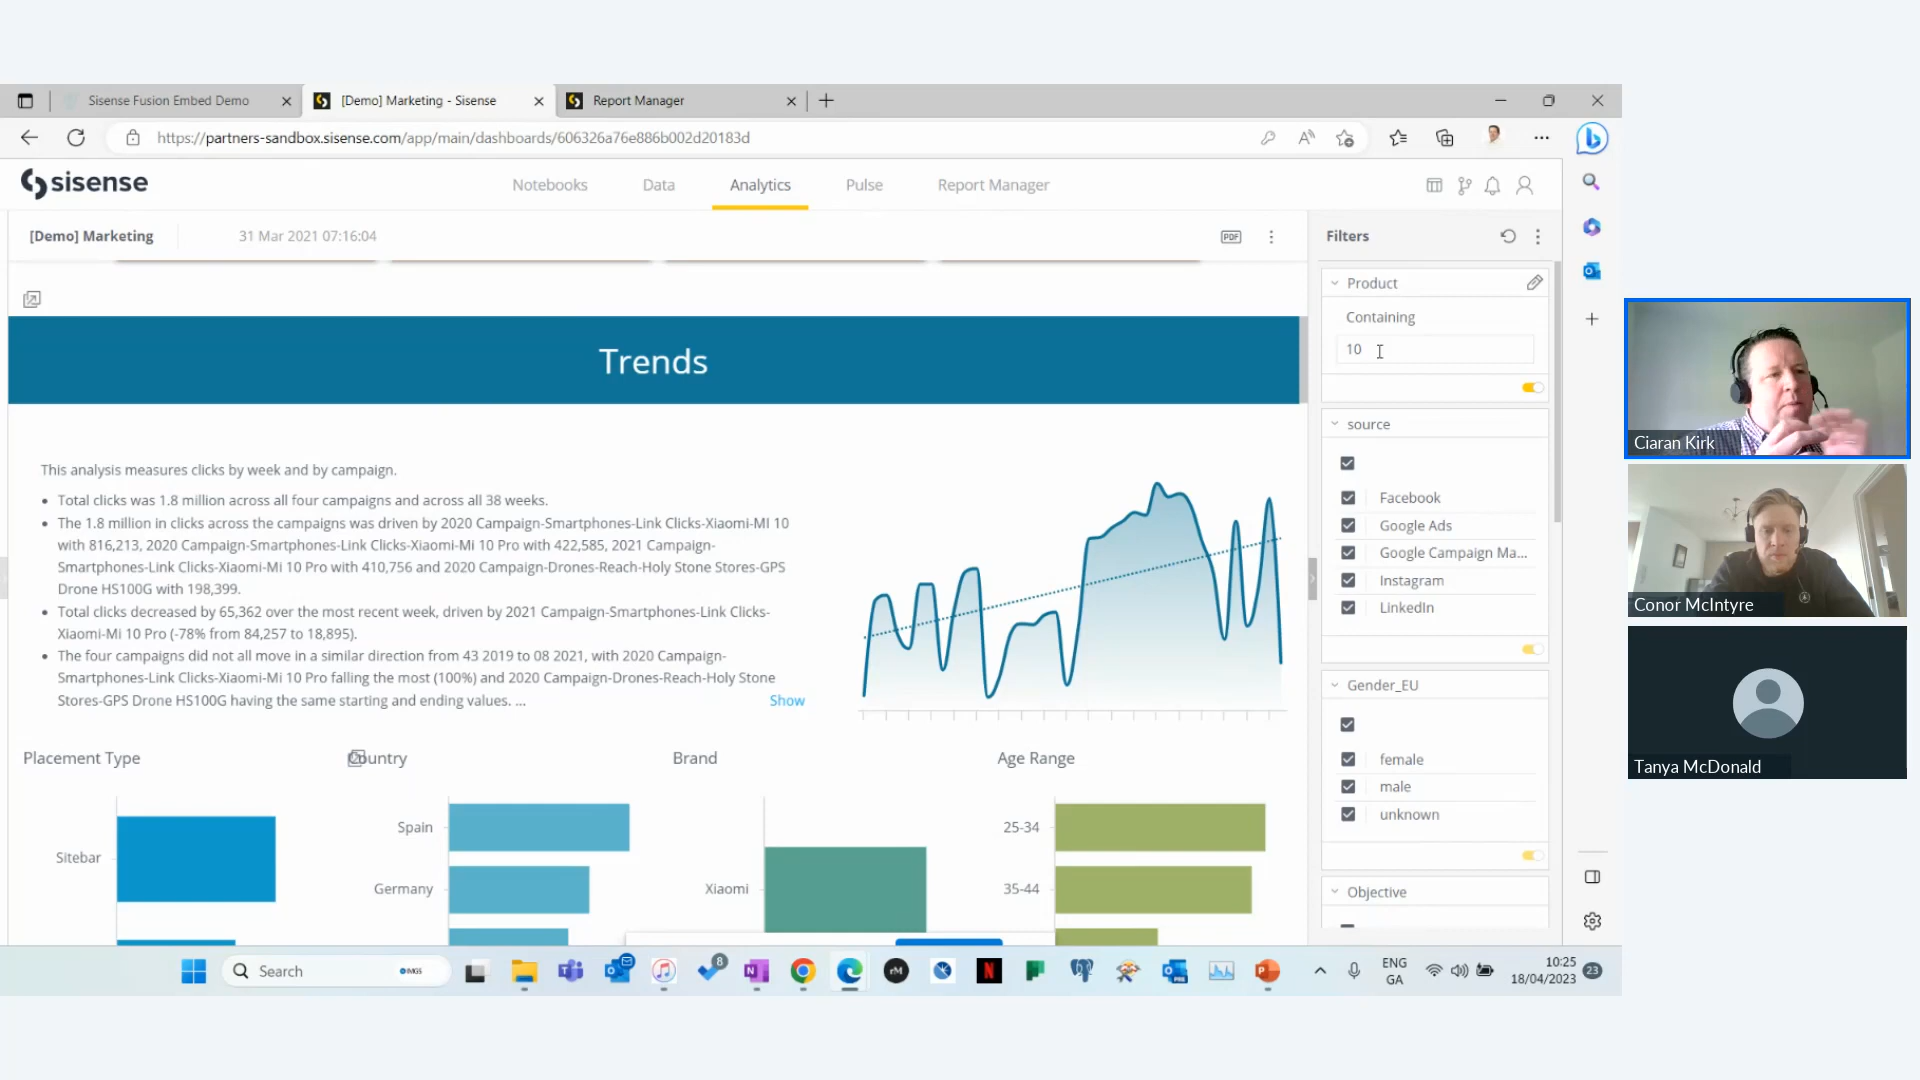 Sisense Fusion Embed Demo
[Demo] Marketing - Sisense
Report Manager
https://partners-sandbox.sisense.com/app/main/dashboards/606326a76e886b002d20183d
sisense
Notebooks
Data
Analytics
Pulse
Report Manager
[Demo] Marketing
31 Mar 2021 07:16:04
PDF
Filters
Trends
This analysis measures clicks by week and by campaign.
Total clicks was 1.8 million across all four campaigns and across all 38 weeks.
The 1.8 million in clicks across the campaigns was driven by 2020 Campaign-Smartphones-Link Clicks-Xiaomi-MI 10
with 816,213, 2020 Campaign-Smartphones-Link Clicks-Xiaomi-Mi 10 Pro with 422,585, 2021 Campaign-
Smartphones-Link Clicks-Xiaomi-Mi 10 Pro with 410,756 and 2020 Campaign-Drones-Reach-Holy Stone Stores-GPS
Drone HS100G with 198,399.
Total clicks decreased by 65,362 over the most recent week, driven by 2021 Campaign-Smartphones-Link Clicks-
Xiaomi-Mi 10 Pro (-78% from 84,257 to 18,895).
The four campaigns did not all move in a similar direction from 43 2019 to 08 2021, with 2020 Campaign-
Smartphones-Link Clicks-Xiaomi-Mi 10 Pro falling the most (100%) and 2020 Campaign-Drones-Reach-Holy Stone
Stores-GPS Drone HS100G having the same starting and ending values. ...
Show
Placement Type
Sitebar
Country
Spain
Germany
Brand
Xiaomi
Age Range
25-34
35-44
Product
Containing
10
source
Facebook
Google Ads
Google Campaign Ma...
Instagram
LinkedIn
Gender_EU
female
male
unknown
Objective
Ciaran Kirk
Conor McIntyre
Tanya McDonald
Search
8
rM
N
ENG
GA
10:25
18/04/2023
23